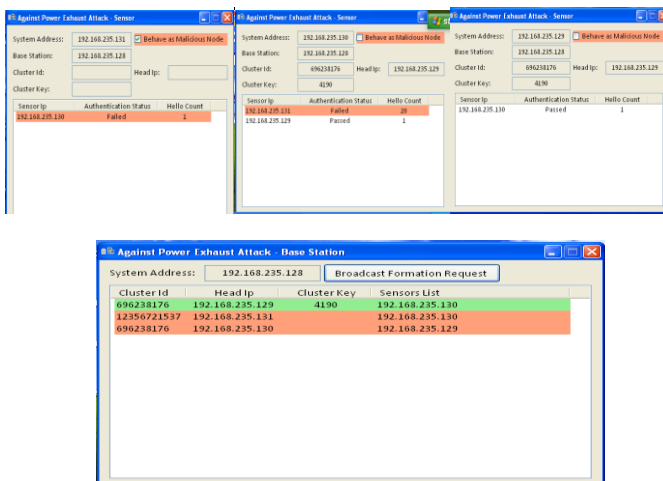 Against Power Exhaust Attack - Sensor
System Address: 192.168.235.131 Behave as Malicious Node
Base Station: 192.168.235.128
Cluster Id: Head Ip:
Cluster Key:
Sensor Ip Authentication Status Hello Count
192.168.235.130 Failed 1
Against Power Exhaust Attack - Sensor
System Address: 192.168.235.130 Behave as Malicious Node
Base Station: 192.168.235.128
Cluster Id: 696238176 Head Ip: 192.168.235.129
Cluster Key: 4190
Sensor Ip Authentication Status Hello Count
192.168.235.131 Failed 20
192.168.235.129 Passed 1
Against Power Exhaust Attack - Sensor
System Address: 192.168.235.129 Behave as Malicious Node
Base Station: 192.168.235.128
Cluster Id: 696238176 Head Ip: 192.168.235.129
Cluster Key: 4190
Sensor Ip Authentication Status Hello Count
192.168.235.130 Passed 1
Against Power Exhaust Attack - Base Station
System Address: 192.168.235.128 Broadcast Formation Request
Cluster Id Head Ip Cluster Key Sensors List
696238176 192.168.235.129 4190 192.168.235.130
12356721537 192.168.235.131 192.168.235.130
696238176 192.168.235.130 192.168.235.129